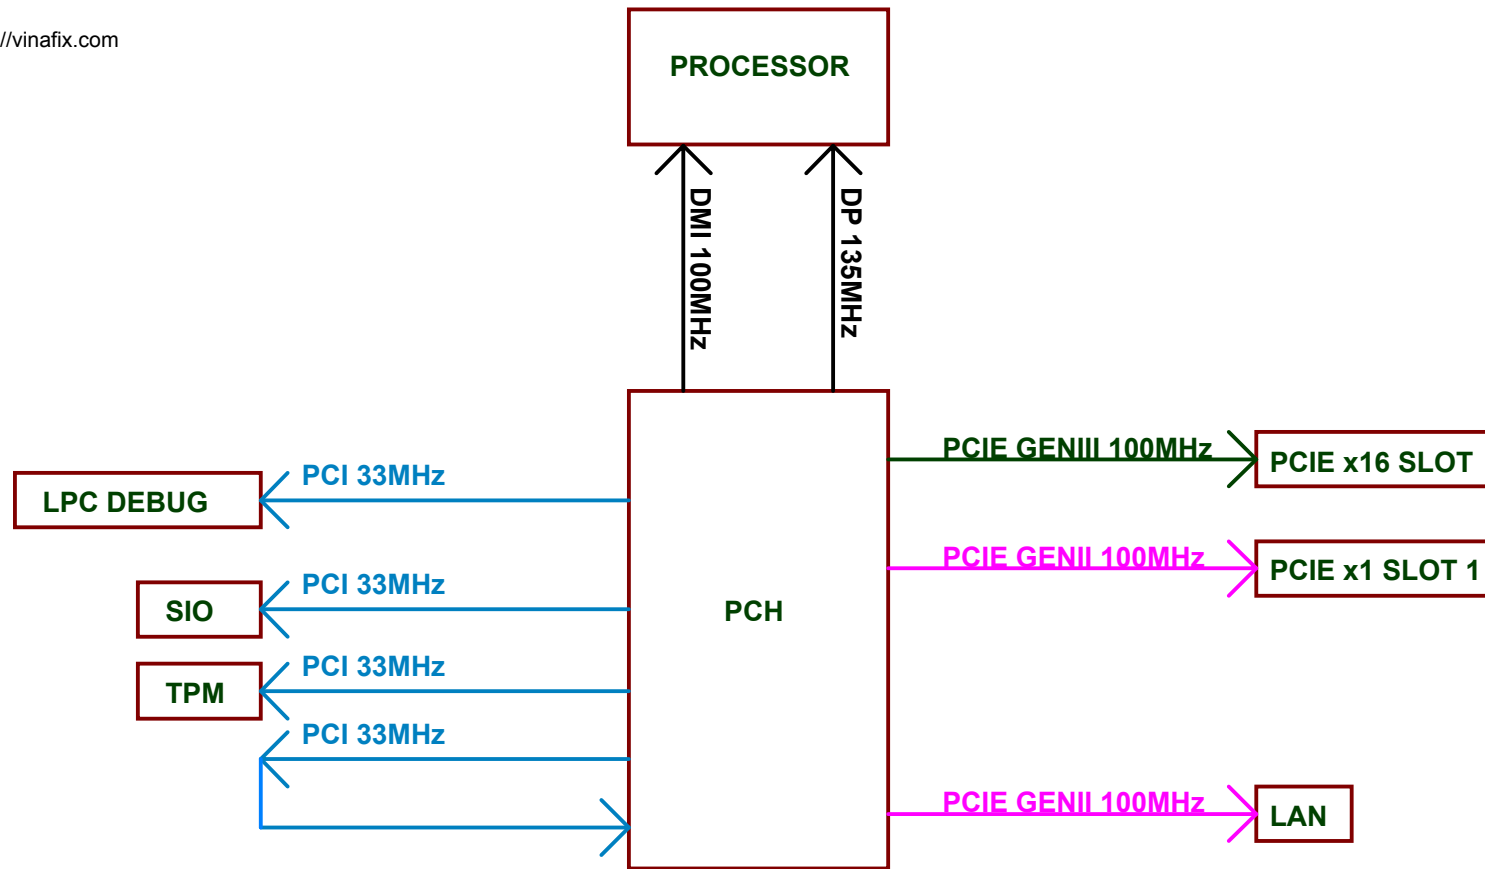 //vinafix.com
PROCESSOR
DMI 100MHz
DP 135MHz
PCIE GENIII 100MHz
PCIE x16 SLOT
PCI 33MHz
LPC DEBUG
PCIE GENII 100MHz
PCIE x1 SLOT 1
PCI 33MHz
SIO
PCH
PCI 33MHz
TPM
PCI 33MHz
PCIE GENII 100MHz
LAN